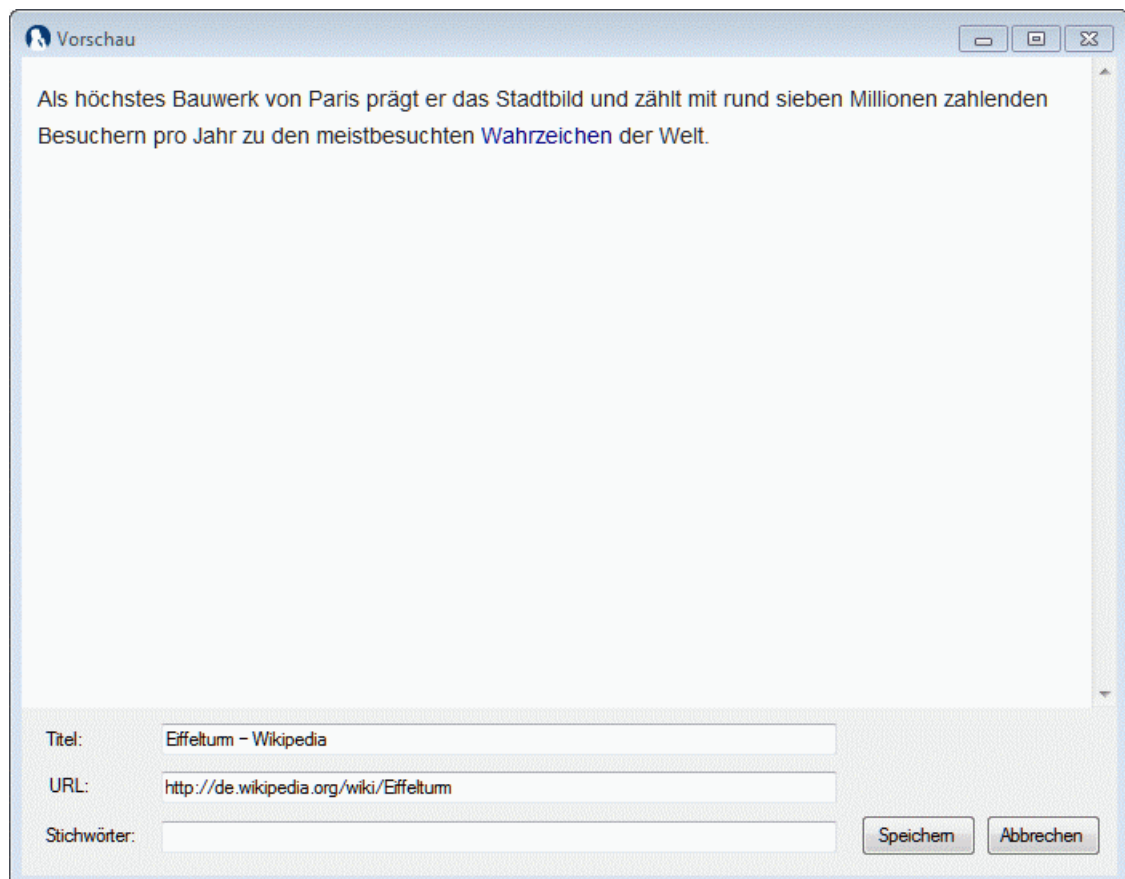 Vorschau
Als höchstes Bauwerk von Paris prägt er das Stadtbild und zählt mit rund sieben Millionen zahlenden
Besuchern pro Jahr zu den meistbesuchten Wahrzeichen der Welt.
Titel: Eiffelturm – Wikipedia
URL: http://de.wikipedia.org/wiki/Eiffelturm
Stichwörter: Speichern Abbrechen